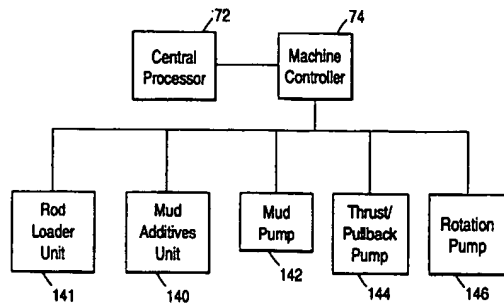 72
74
Central
Processor
Machine
Controller
Rod
Loader
Unit
141
Mud
Additives
Unit
140
Mud
Pump
142
Thrust/
Pullback
Pump
144
Rotation
Pump
146